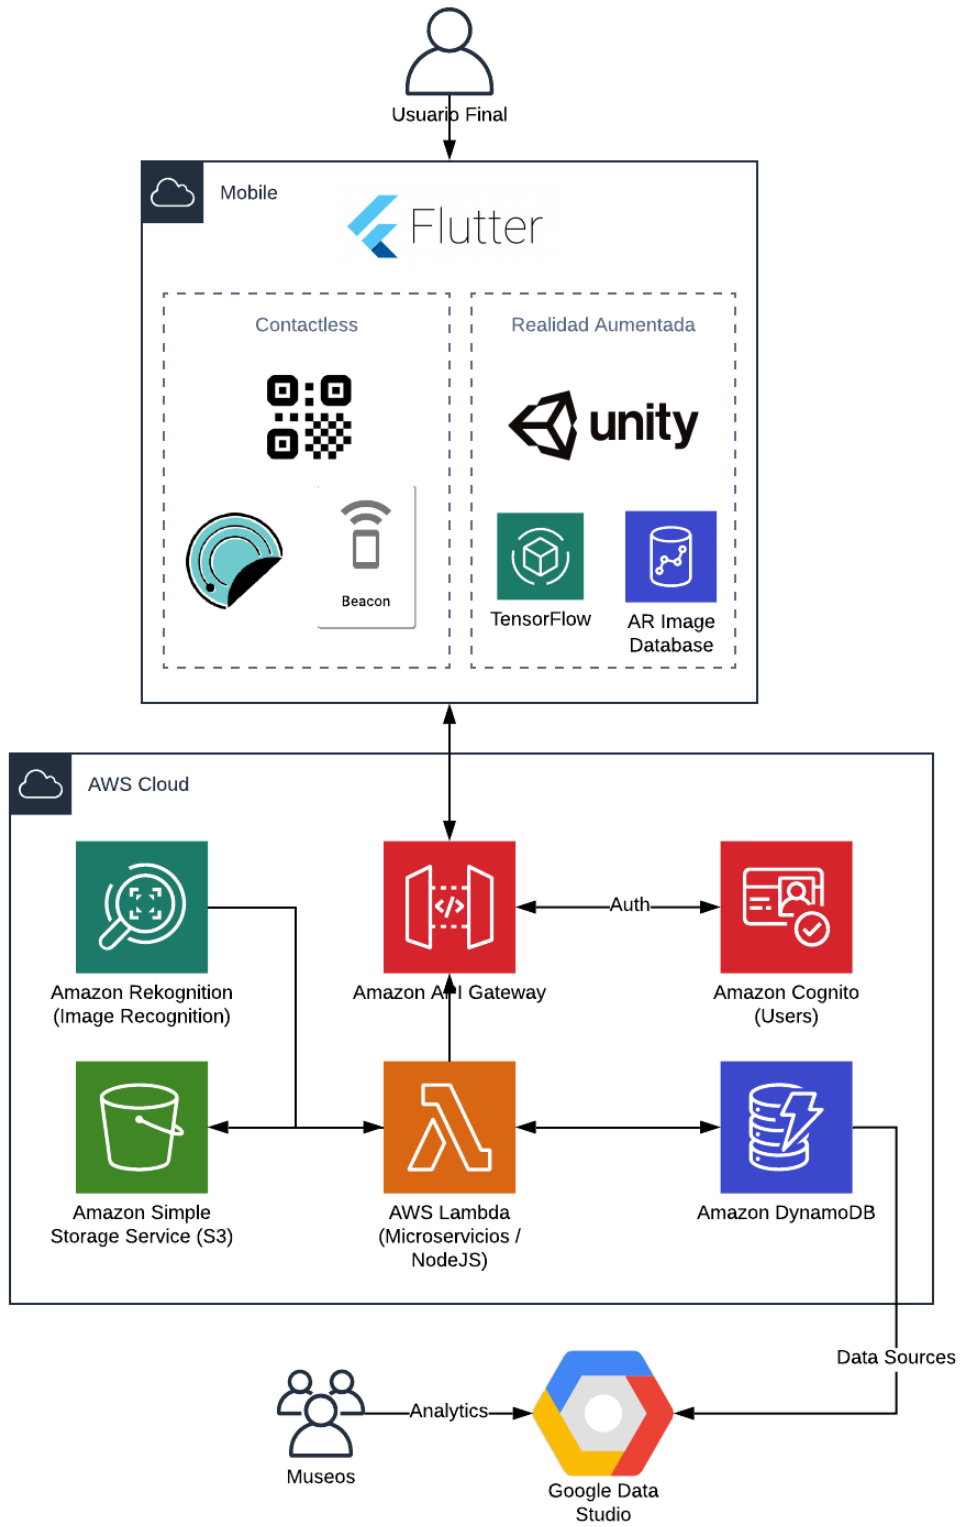 Usuario Final
Mobile
Flutter
Contactless
Realidad Aumentada
unity
Beacon
TensorFlow
AR Image
Database
AWS Cloud
Amazon Rekognition
(Image Recognition)
Amazon API Gateway
Auth
Amazon Cognito
(Users)
Amazon Simple
Storage Service (S3)
AWS Lambda
(Microservicios /
NodeJS)
Amazon DynamoDB
Data Sources
Analytics
Museos
Google Data
Studio